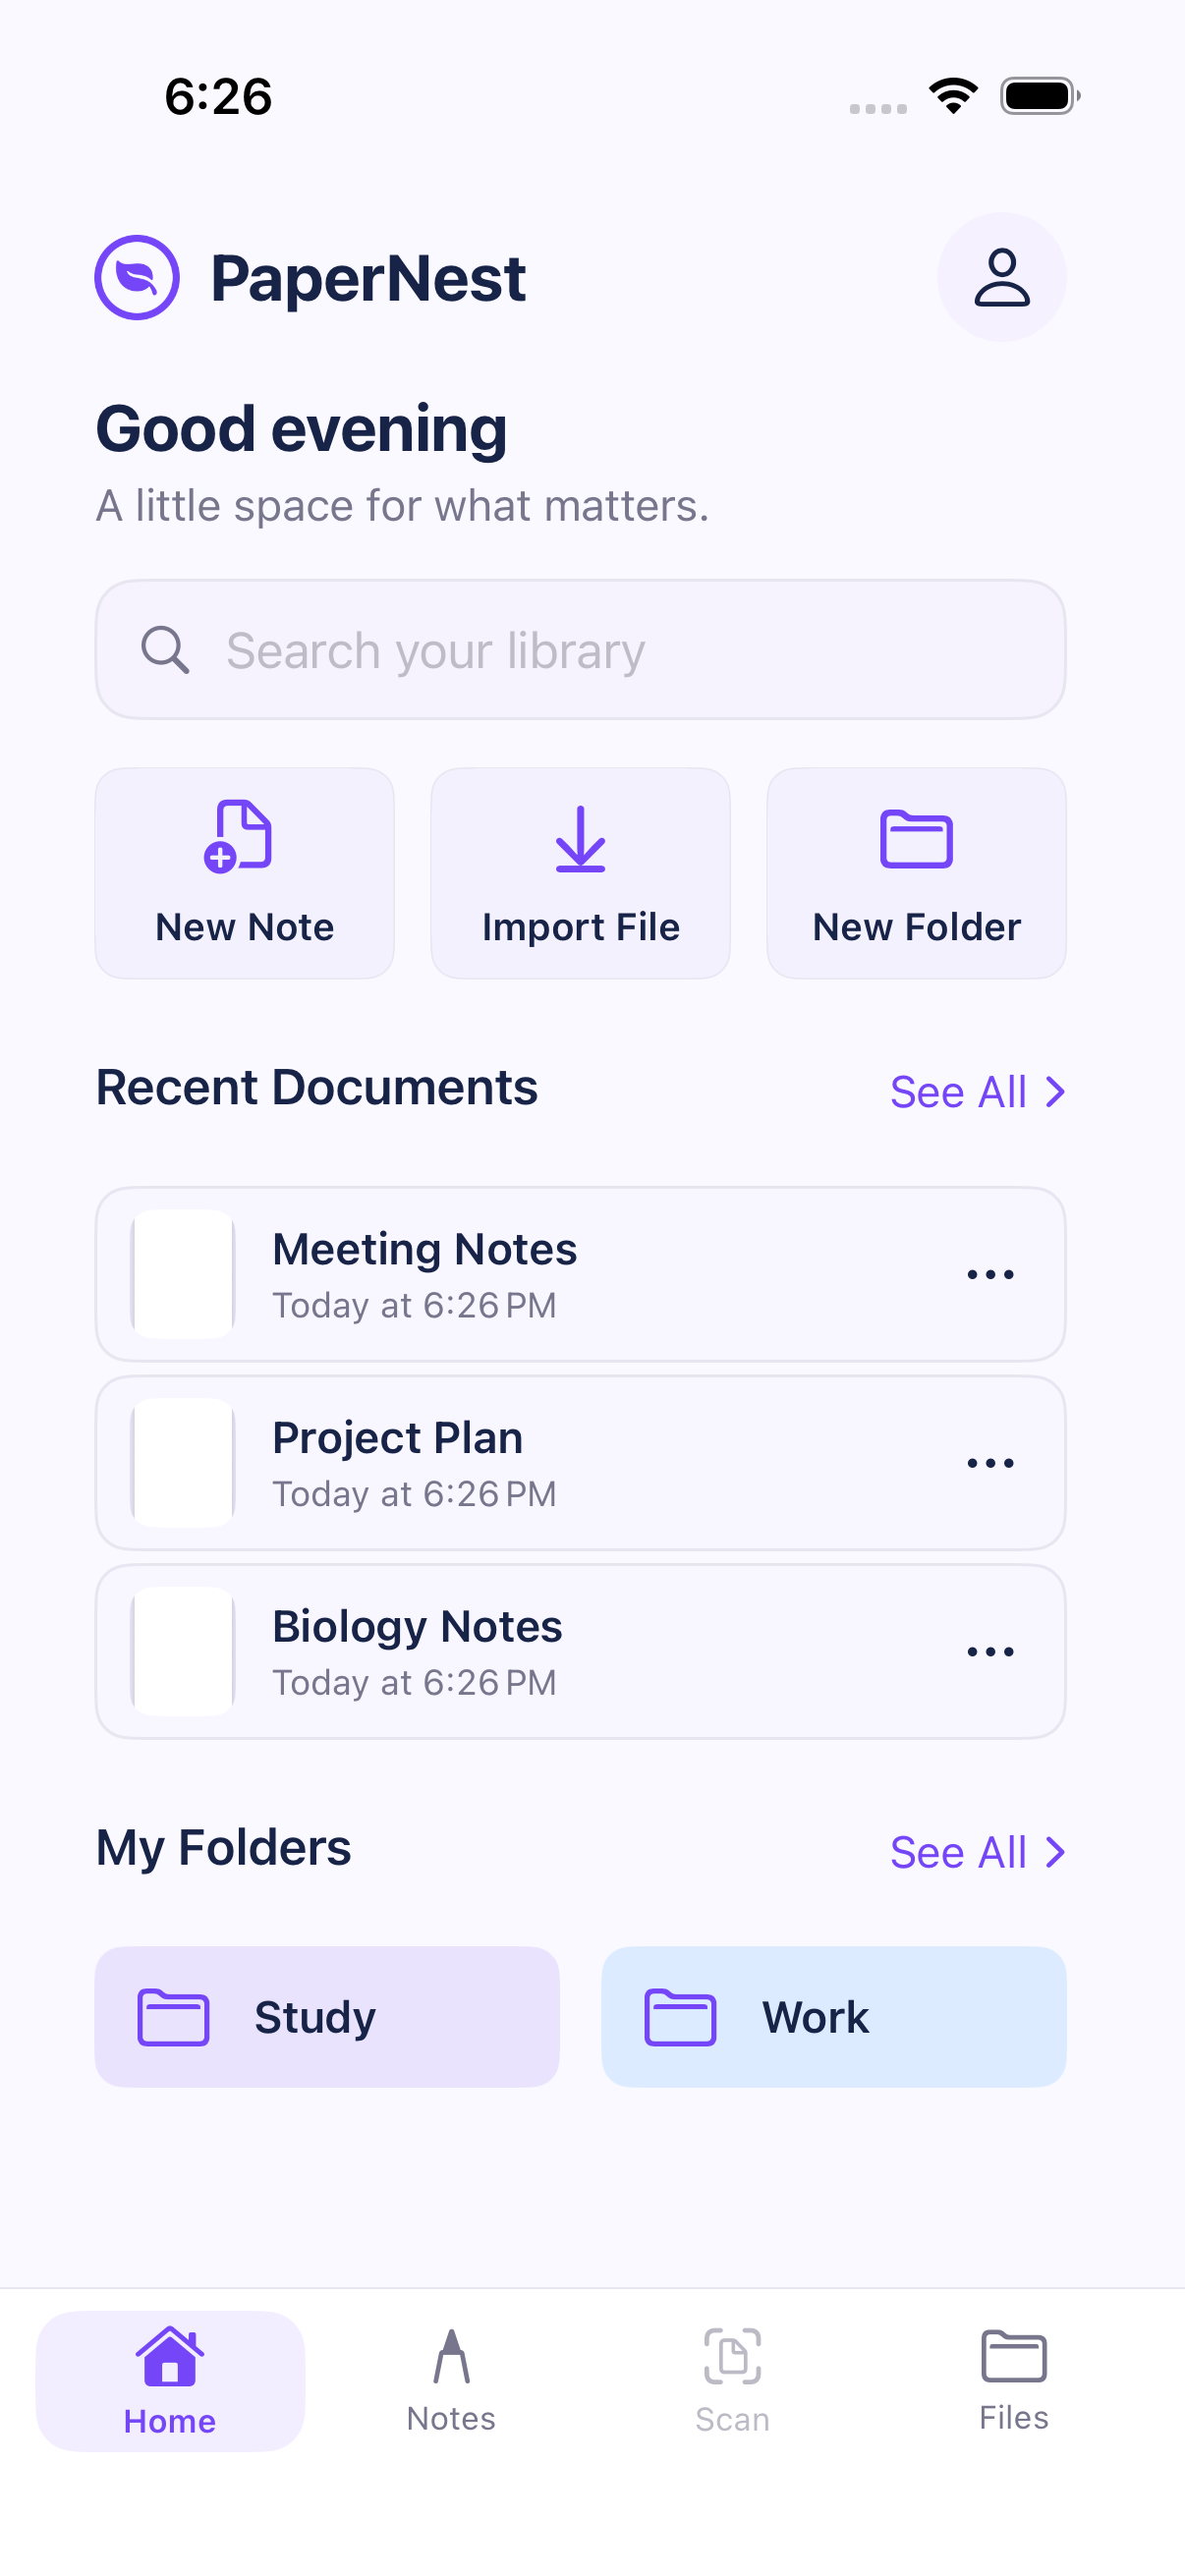 6:26
PaperNest
Good evening
A little space for what matters.
Search your library
New Note
Import File
New Folder
Recent Documents
See All
Meeting Notes
Today at 6:26 PM
Project Plan
Today at 6:26 PM
Biology Notes
Today at 6:26 PM
My Folders
See All
Study
Work
Home
Notes
Scan
Files